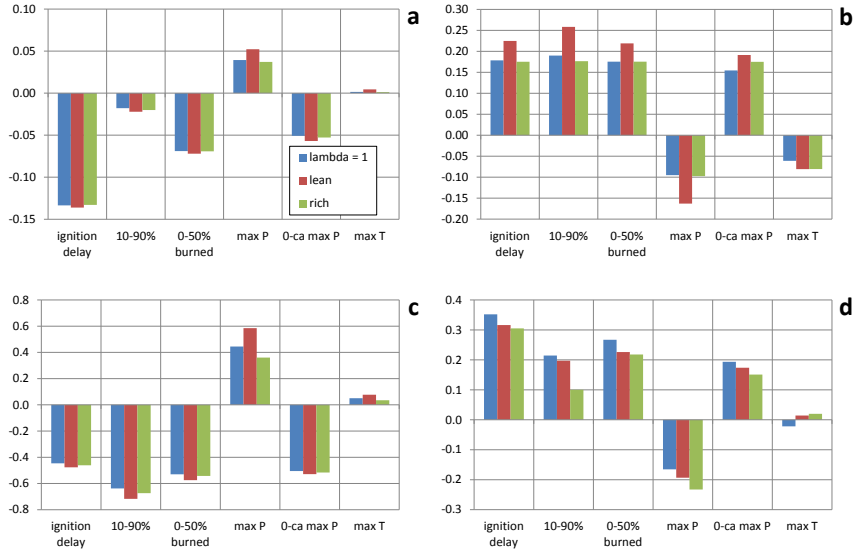 a
0.10
0.05
0.00
-0.05
-0.10
-0.15
lambda = 1
lean
rich
ignition delay
10-90%
0-50% burned
max P
0-ca max P
max T
b
0.30
0.25
0.20
0.15
0.10
0.05
0.00
-0.05
-0.10
-0.15
-0.20
ignition delay
10-90%
0-50% burned
max P
0-ca max P
max T
c
0.8
0.6
0.4
0.2
0.0
-0.2
-0.4
-0.6
-0.8
ignition delay
10-90%
0-50% burned
max P
0-ca max P
max T
d
0.4
0.3
0.2
0.1
0.0
-0.1
-0.2
-0.3
ignition delay
10-90%
0-50% burned
max P
0-ca max P
max T